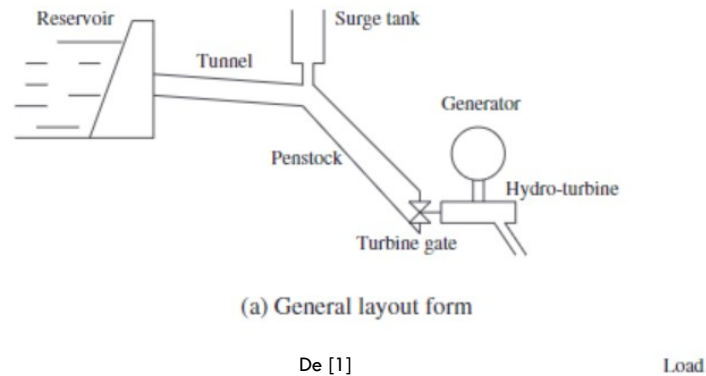 Reservoir
Surge tank
Tunnel
Generator
Penstock
Hydro-turbine
Turbine gate
(a) General layout form
De [1]
Load